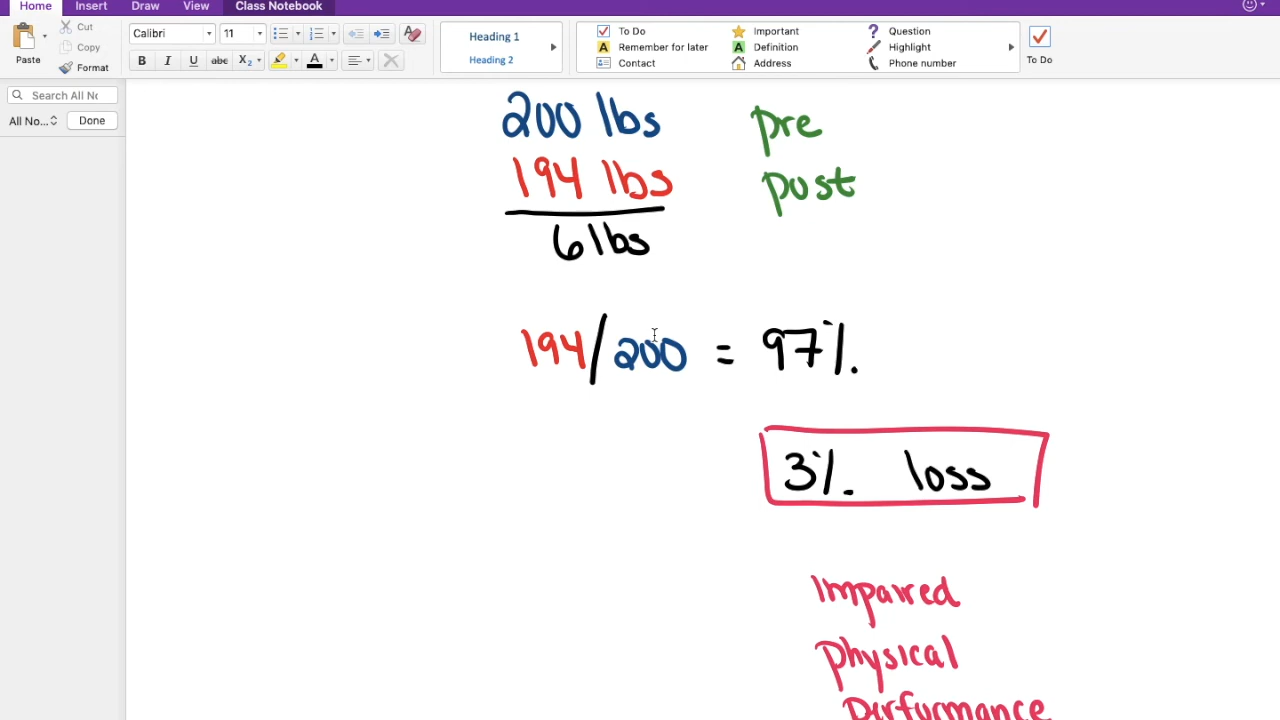 Home Insert Draw View Class Notebook
Paste
Cut
Copy
Format
Calibri 11
B I U abc X₂ A
Heading 1
Heading 2
To Do
Remember for later
Contact
Important
Definition
Address
Question
Highlight
Phone number
To Do
Search All No
All No...
Done
200 lbs pre
194 lbs post
6 lbs
194/200 = 97%
3% loss
Impaired
Physical
Performance